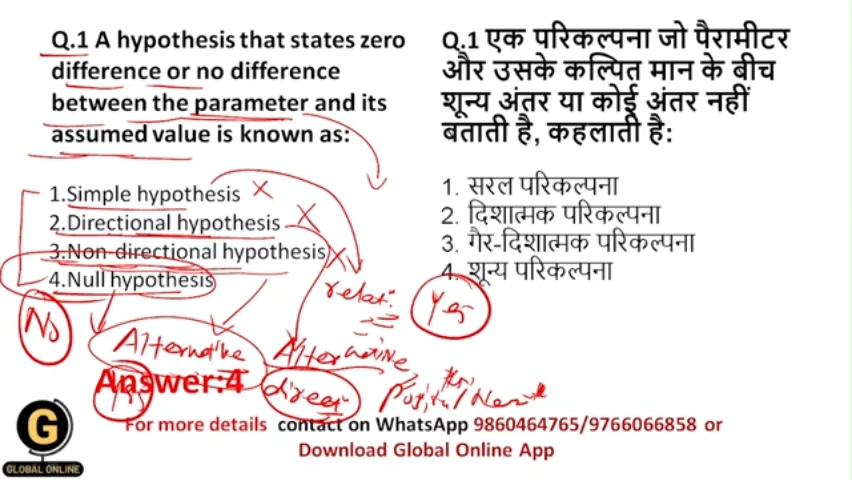 Q.1 A hypothesis that states zero
difference or no difference
between the parameter and its
assumed value is known as:
1.Simple hypothesis
2.Directional hypothesis
3.Non-directional hypothesis
4.Null hypothesis
relat:
Yes
No
Alternative
Alternative
Answer:4
Yes
direct
Q.1 एक परिकल्पना जो पैरामीटर
और उसके कल्पित मान के बीच
शून्य अंतर या कोई अंतर नहीं
बताती है, कहलाती है:
1. सरल परिकल्पना
2. दिशात्मक परिकल्पना
3. गैर-दिशात्मक परिकल्पना
4. शून्य परिकल्पना
For more details contact on WhatsApp 9860464765/9766066858 or
Download Global Online App
G
GLOBAL ONLINE